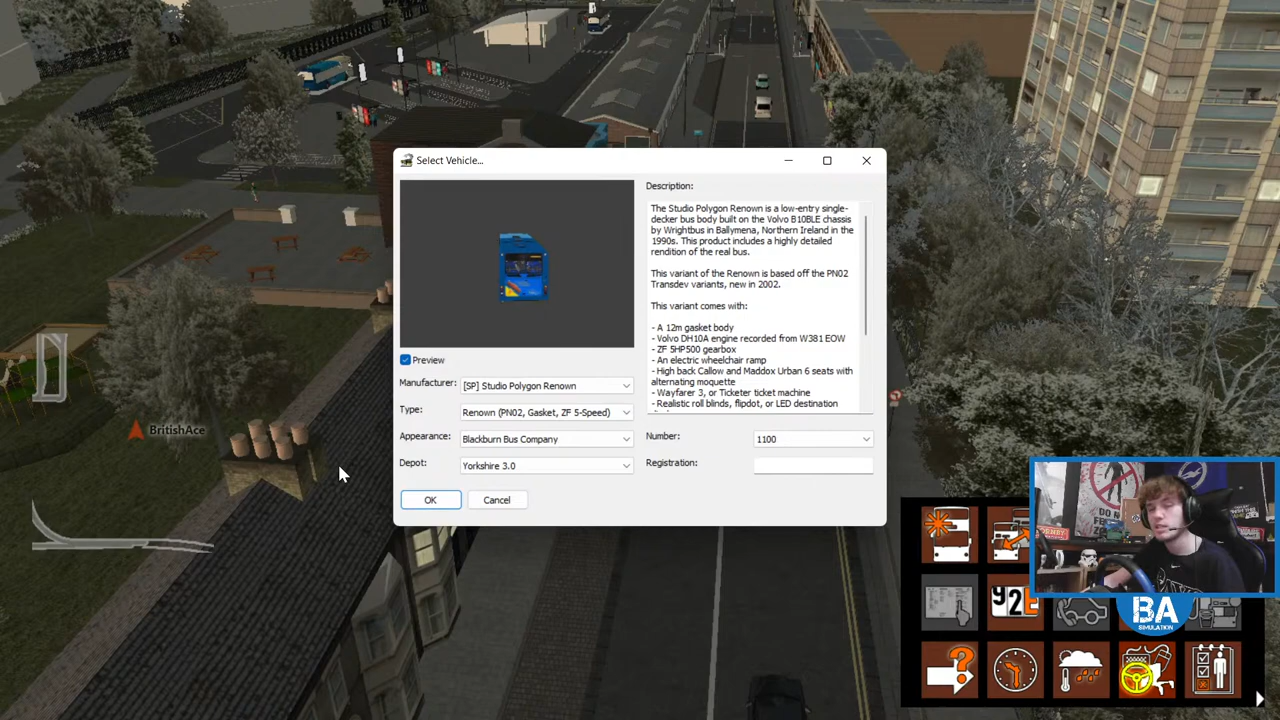 Select Vehicle...
Description:
The Studio Polygon Renown is a low-entry single-
decker bus body built on the Volvo B10BLE chassis
by Wrightbus in Ballymena, Northern Ireland in the
1990s. This product includes a highly detailed
rendition of the real bus.
This variant of the Renown is based off the PN02
Transdev variants, new in 2002.
This variant comes with:
- A 12m gasket body
- Volvo DH10A engine recorded from W381 EOW
- ZF 5HP500 gearbox
- An electric wheelchair ramp
- High back Callow and Maddox Urban 6 seats with
alternating moquette
- Wayfarer 3, or Ticketer ticket machine
- Realistic roll blinds, flipdot, or LED destination
Preview
Manufacturer: [SP] Studio Polygon Renown
Type: Renown (PN02, Gasket, ZF 5-Speed)
Appearance: Blackburn Bus Company
Number: 1100
Depot: Yorkshire 3.0
Registration:
OK
Cancel
BritishAce
92E
BA
SIMULATION